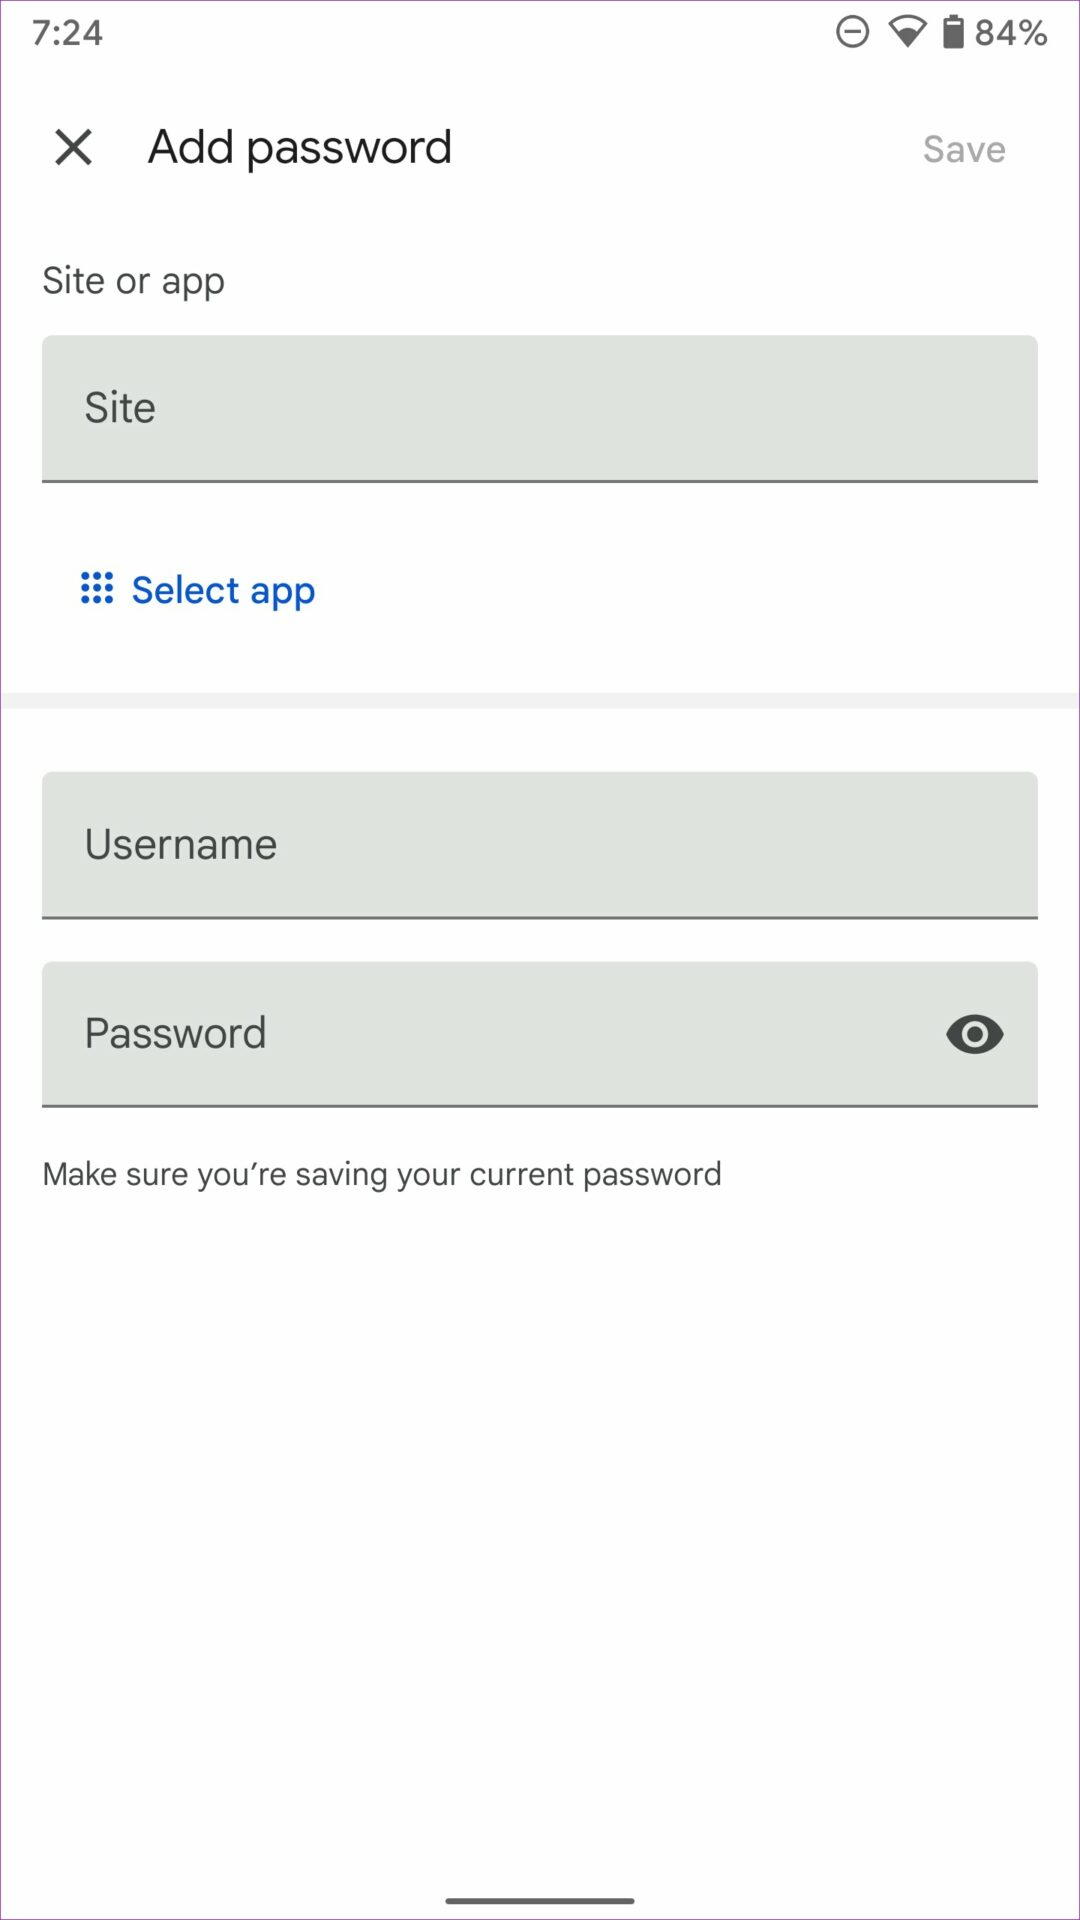 7:24 84%
Add password Save
Site or app
Site
Select app
Username
Password
Make sure you’re saving your current password